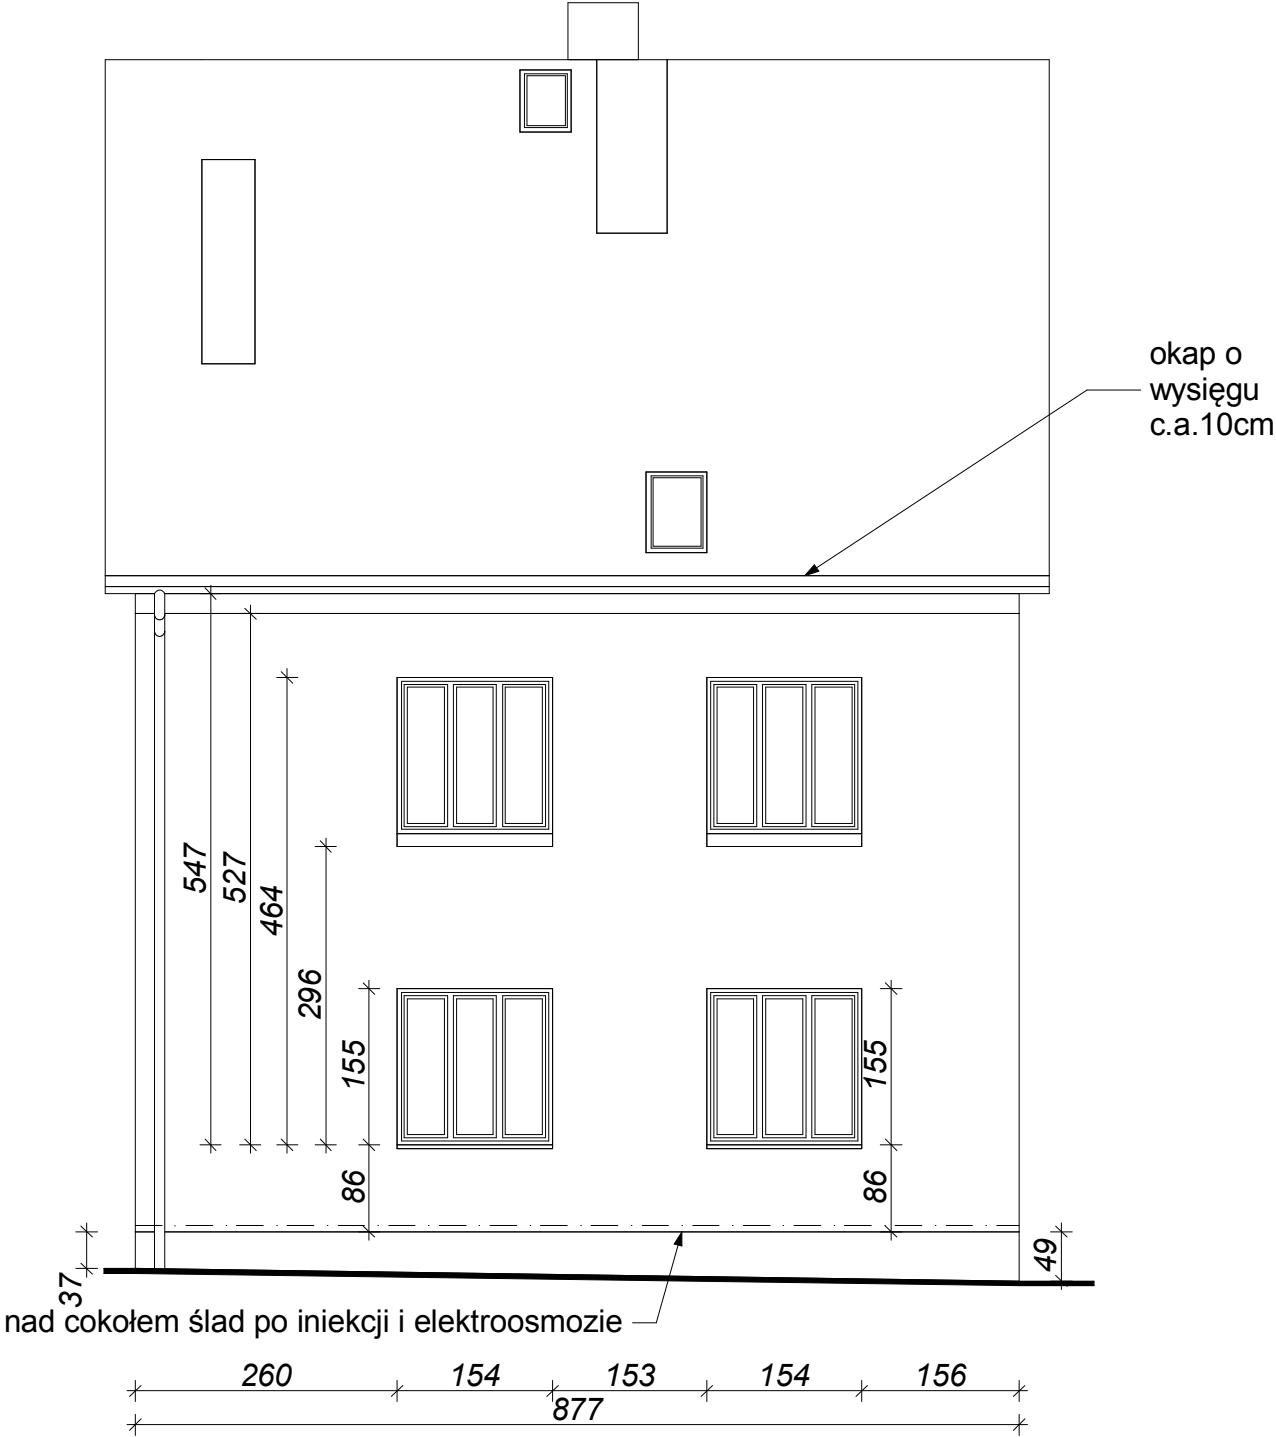 okap o
wysięgu
c.a.10cm
547
527
464
296
155
155
86
86
37
49
nad cokołem ślad po iniekcji i elektroosmozie
260 154 153 154 156
877